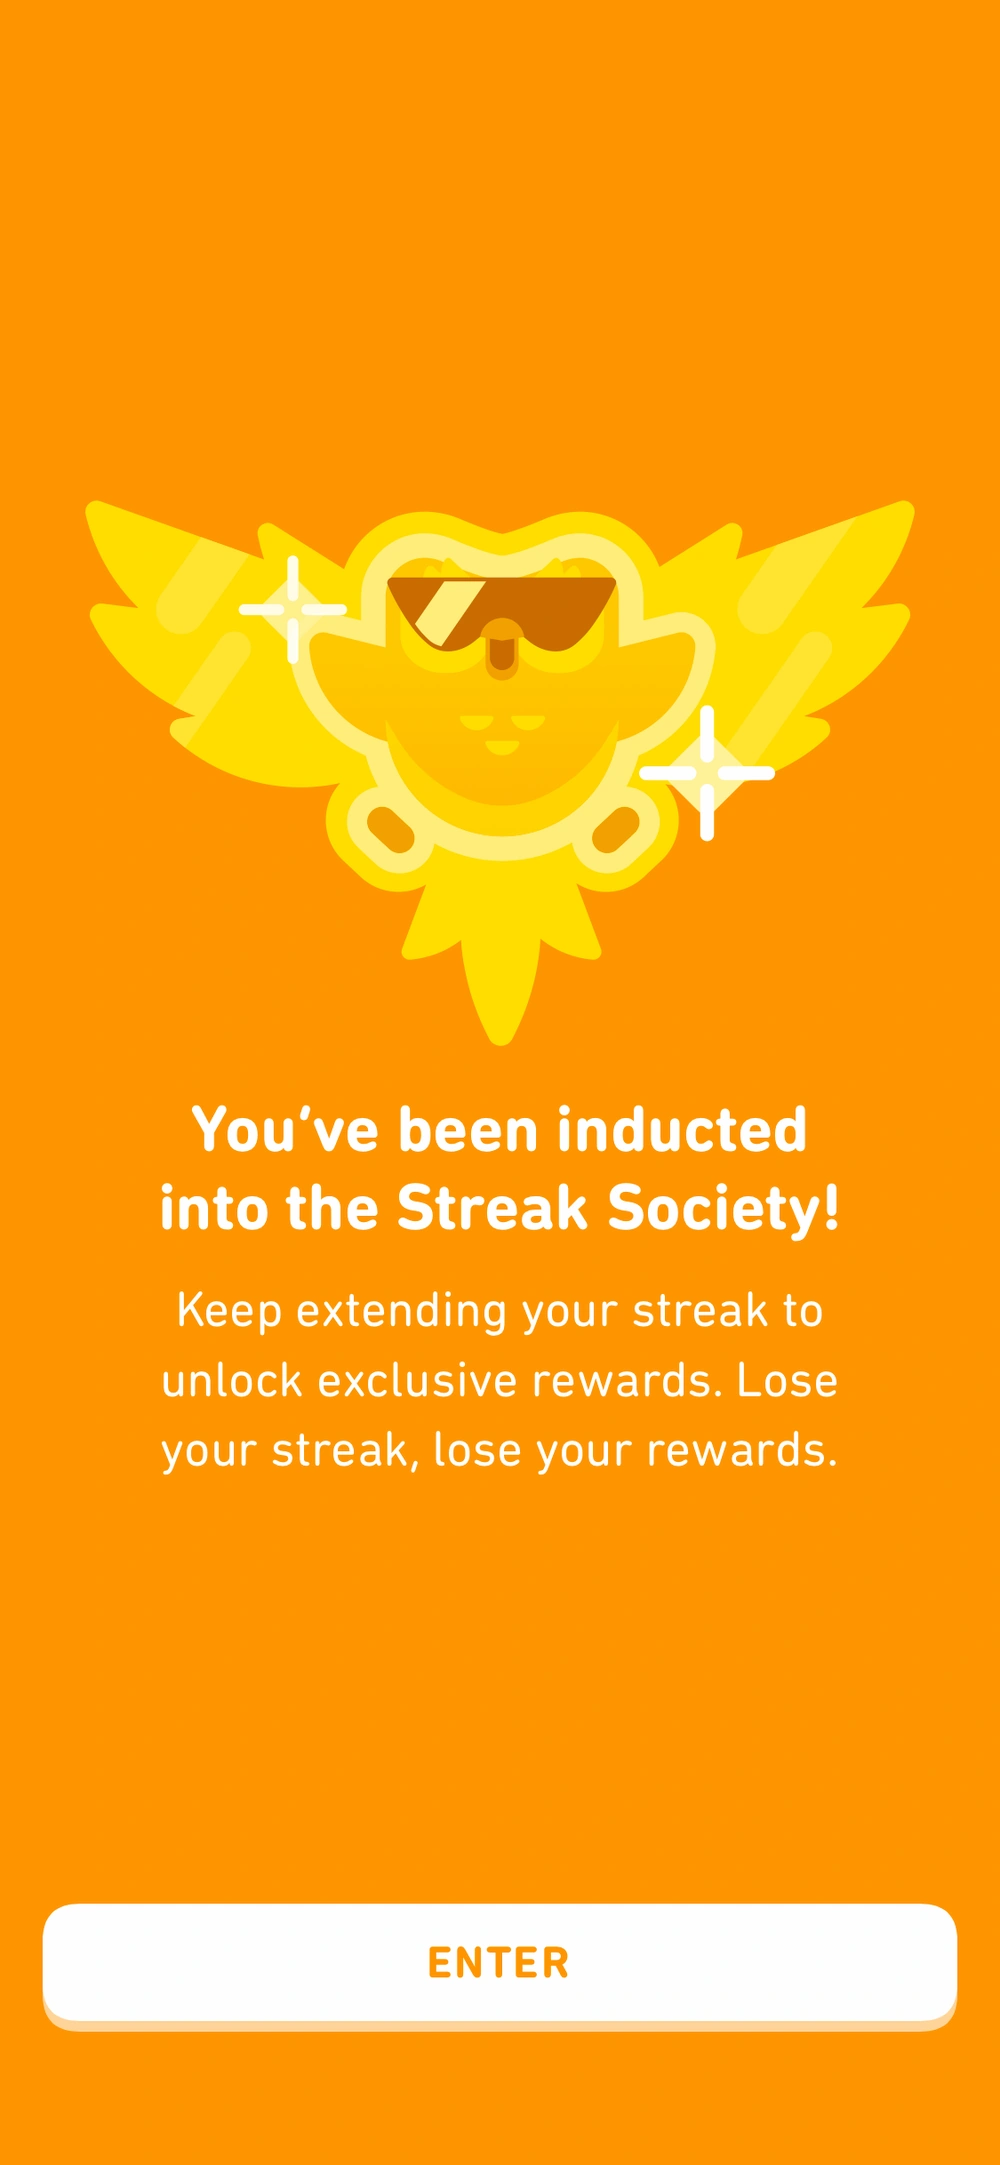 You’ve been inducted
into the Streak Society!
Keep extending your streak to
unlock exclusive rewards. Lose
your streak, lose your rewards.
ENTER